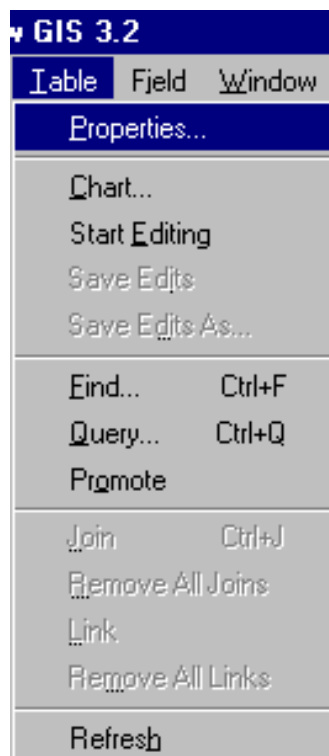 GIS 3.2
Table Field Window
Properties...
Chart...
Start Editing
Save Edits
Save Edits As...
Find... Ctrl+F
Query... Ctrl+Q
Promote
Join Ctrl+J
Remove All Joins
Link
Remove All Links
Refresh